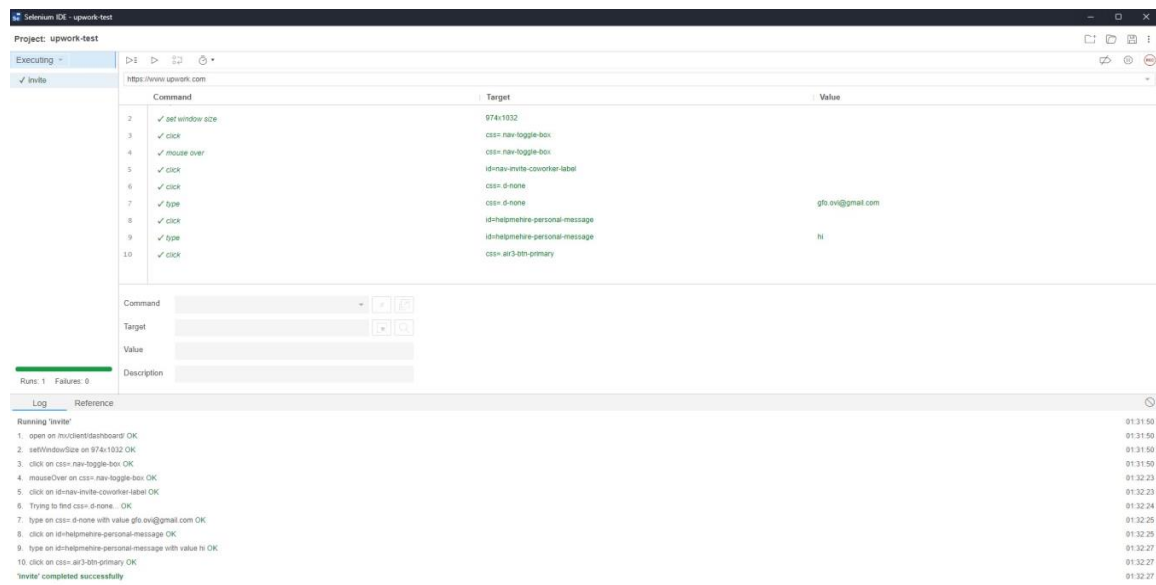 Selenium IDE - upwork-test
Project: upwork-test
Executing
✓ Invite
https://www.upwork.com
Command Target Value
2 ✓ set window size 974x1032
3 ✓ click css=.nav-toggle-box
4 ✓ mouse over css=.nav-toggle-box
5 ✓ click id=nav-invite-coworker-label
6 ✓ click css=.d-none
7 ✓ type css=.d-none gfo.ovi@gmail.com
8 ✓ click id=helpmehire-personal-message
9 ✓ type id=helpmehire-personal-message hi
10 ✓ click css=.air3-btn-primary
Command
Target
Value
Description
Runs: 1 Failures: 0
Log Reference
Running 'invite' 01:31:50
1. open on /nx/client/dashboard/ OK 01:31:50
2. setWindowSize on 974x1032 OK 01:31:50
3. click on css=.nav-toggle-box OK 01:31:50
4. mouseOver on css=.nav-toggle-box OK 01:32:23
5. click on id=nav-invite-coworker-label OK 01:32:23
6. Trying to find css=.d-none... OK 01:32:24
7. type on css=.d-none with value gfo.ovi@gmail.com OK 01:32:25
8. click on id=helpmehire-personal-message OK 01:32:25
9. type on id=helpmehire-personal-message with value hi OK 01:32:27
10. click on css=.air3-btn-primary OK 01:32:27
'invite' completed successfully 01:32:27